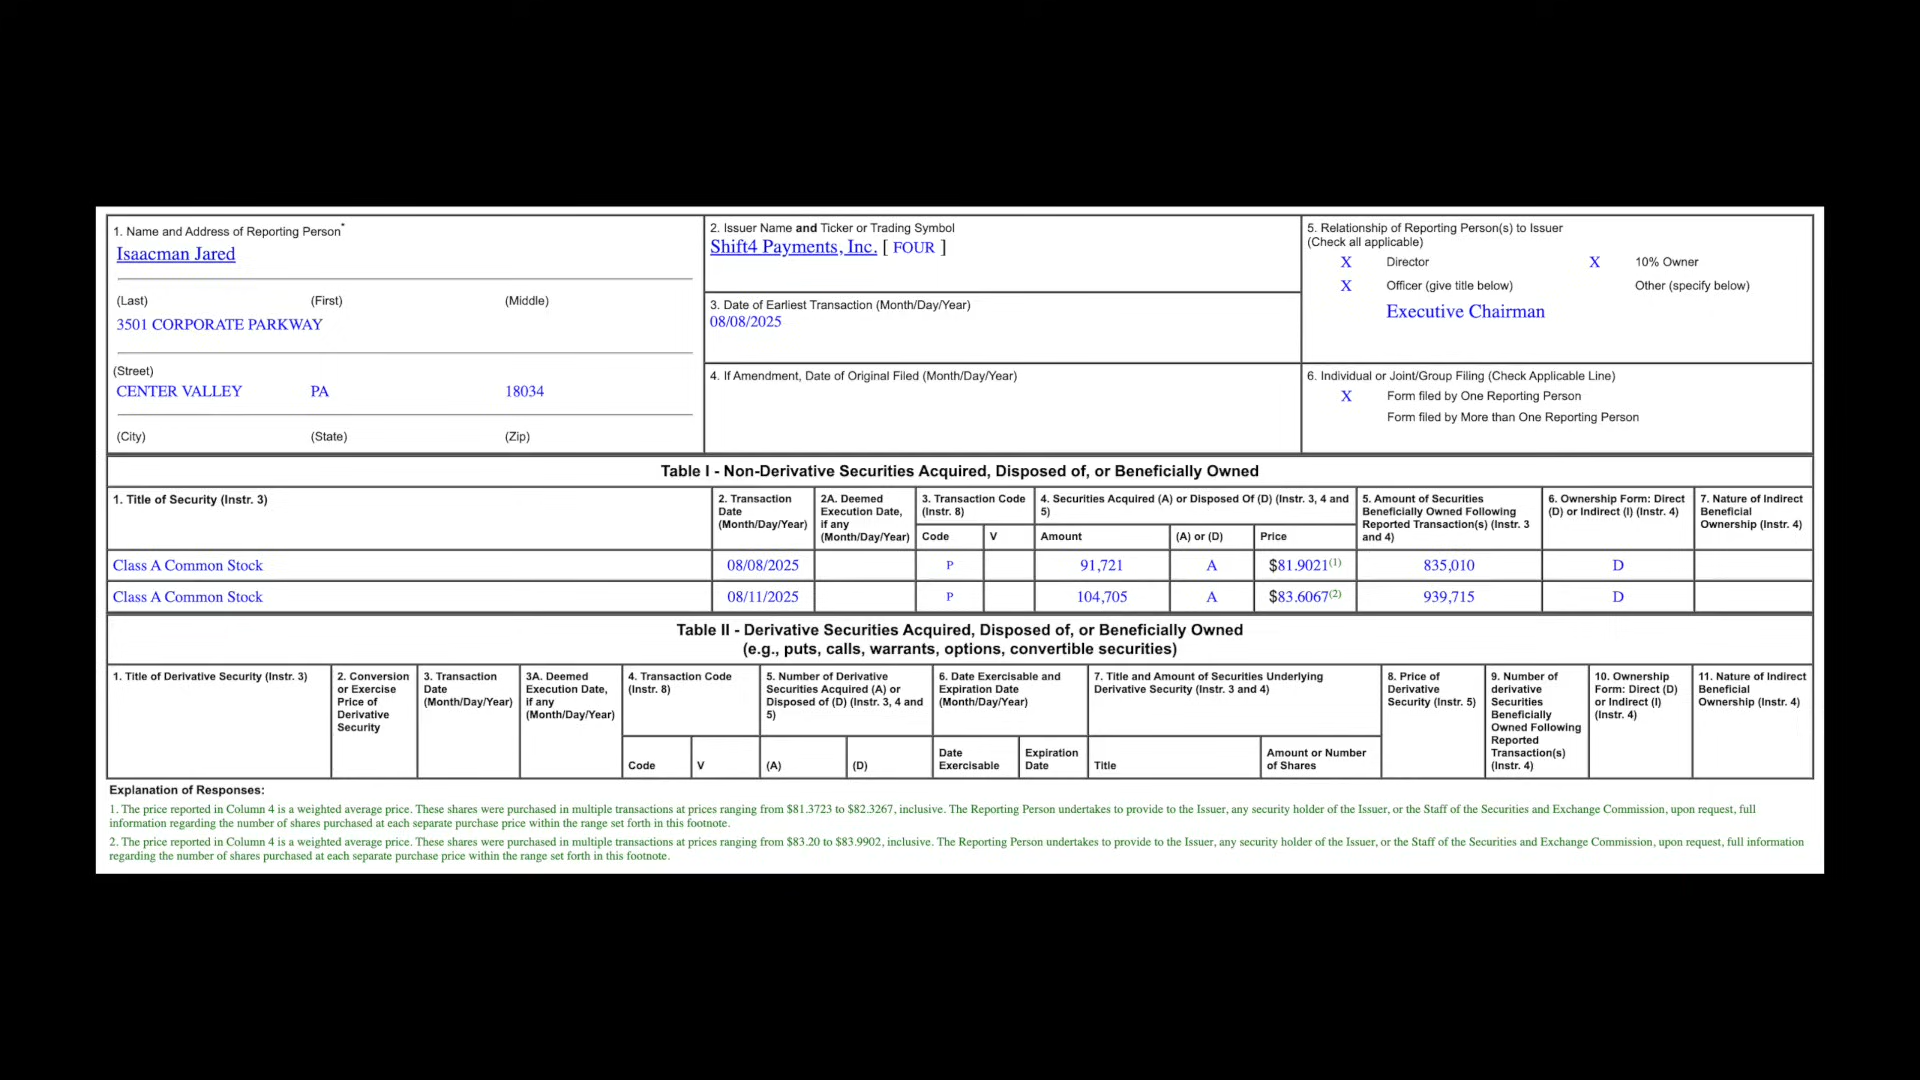 1. Name and Address of Reporting Person*
Isaacman Jared
(Last) (First) (Middle)
3501 CORPORATE PARKWAY
(Street)
CENTER VALLEY PA 18034
(City) (State) (Zip)
2. Issuer Name and Ticker or Trading Symbol
Shift4 Payments, Inc. [ FOUR ]
3. Date of Earliest Transaction (Month/Day/Year)
08/08/2025
4. If Amendment, Date of Original Filed (Month/Day/Year)
5. Relationship of Reporting Person(s) to Issuer
(Check all applicable)
X Director X 10% Owner
X Officer (give title below) Other (specify below)
Executive Chairman
6. Individual or Joint/Group Filing (Check Applicable Line)
X Form filed by One Reporting Person
Form filed by More than One Reporting Person
Table I - Non-Derivative Securities Acquired, Disposed of, or Beneficially Owned
1. Title of Security (Instr. 3)
2. Transaction
Date
(Month/Day/Year)
2A. Deemed
Execution Date,
if any
(Month/Day/Year)
3. Transaction Code
(Instr. 8)
Code V
4. Securities Acquired (A) or Disposed Of (D) (Instr. 3, 4 and
5)
Amount (A) or (D) Price
5. Amount of Securities
Beneficially Owned Following
Reported Transaction(s) (Instr. 3
and 4)
6. Ownership Form: Direct
(D) or Indirect (I) (Instr. 4)
7. Nature of Indirect
Beneficial
Ownership (Instr. 4)
Class A Common Stock 08/08/2025 P 91,721 A $81.9021(1) 835,010 D
Class A Common Stock 08/11/2025 P 104,705 A $83.6067(2) 939,715 D
Table II - Derivative Securities Acquired, Disposed of, or Beneficially Owned
(e.g., puts, calls, warrants, options, convertible securities)
1. Title of Derivative Security (Instr. 3)
2. Conversion
or Exercise
Price of
Derivative
Security
3. Transaction
Date
(Month/Day/Year)
3A. Deemed
Execution Date,
if any
(Month/Day/Year)
4. Transaction Code
(Instr. 8)
Code V
5. Number of Derivative
Securities Acquired (A) or
Disposed of (D) (Instr. 3, 4 and
5)
(A) (D)
6. Date Exercisable and
Expiration Date
(Month/Day/Year)
Date
Exercisable
Expiration
Date
7. Title and Amount of Securities Underlying
Derivative Security (Instr. 3 and 4)
Title
Amount or Number
of Shares
8. Price of
Derivative
Security (Instr. 5)
9. Number of
derivative
Securities
Beneficially
Owned Following
Reported
Transaction(s)
(Instr. 4)
10. Ownership
Form: Direct (D)
or Indirect (I)
(Instr. 4)
11. Nature of Indirect
Beneficial
Ownership (Instr. 4)
Explanation of Responses:
1. The price reported in Column 4 is a weighted average price. These shares were purchased in multiple transactions at prices ranging from $81.3723 to $82.3267, inclusive. The Reporting Person undertakes to provide to the Issuer, any security holder of the Issuer, or the Staff of the Securities and Exchange Commission, upon request, full
information regarding the number of shares purchased at each separate purchase price within the range set forth in this footnote.
2. The price reported in Column 4 is a weighted average price. These shares were purchased in multiple transactions at prices ranging from $83.20 to $83.9902, inclusive. The Reporting Person undertakes to provide to the Issuer, any security holder of the Issuer, or the Staff of the Securities and Exchange Commission, upon request, full information
regarding the number of shares purchased at each separate purchase price within the range set forth in this footnote.